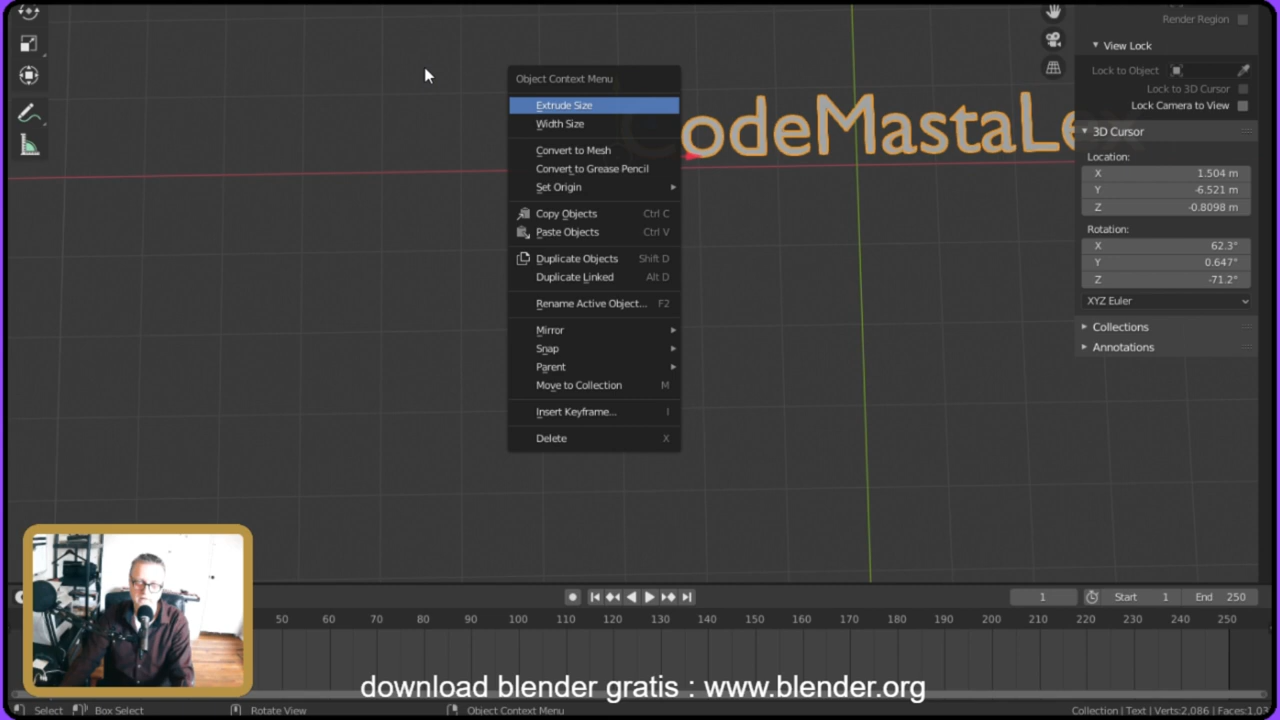 Render Region
View Lock
Lock to Object
Lock to 3D Cursor
Lock Camera to View
3D Cursor
Location:
X 1.504 m
Y -6.521 m
Z -0.8098 m
Rotation:
X 62.3°
Y 0.647°
Z -71.2°
XYZ Euler
Collections
Annotations
CodeMastaLex
Object Context Menu
Extrude Size
Width Size
Convert to Mesh
Convert to Grease Pencil
Set Origin
Copy Objects Ctrl C
Paste Objects Ctrl V
Duplicate Objects Shift D
Duplicate Linked Alt D
Rename Active Object... F2
Mirror
Snap
Parent
Move to Collection M
Insert Keyframe... I
Delete X
1 Start 1 End 250
50 60 70 80 90 100 110 120 130 140 150 160 170 180 190 200 210 220 230 240 250
download blender gratis : www.blender.org
Select Box Select Rotate View Object Context Menu Collection | Text | Verts:2,086 | Faces:1,03